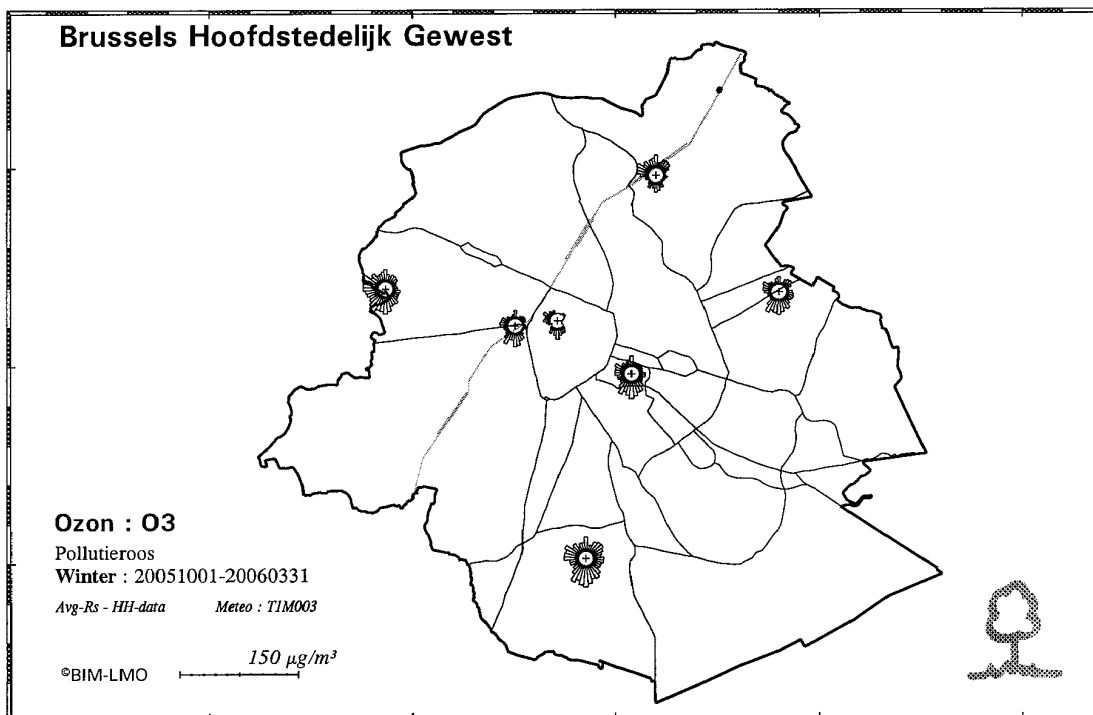 Brussels Hoofdstedelijk Gewest
Ozon : O3
Pollutieroos
Winter : 20051001-20060331
Avg-Rs - HH-data Meteo : T1M003
150 µg/m³
©BIM-LMO